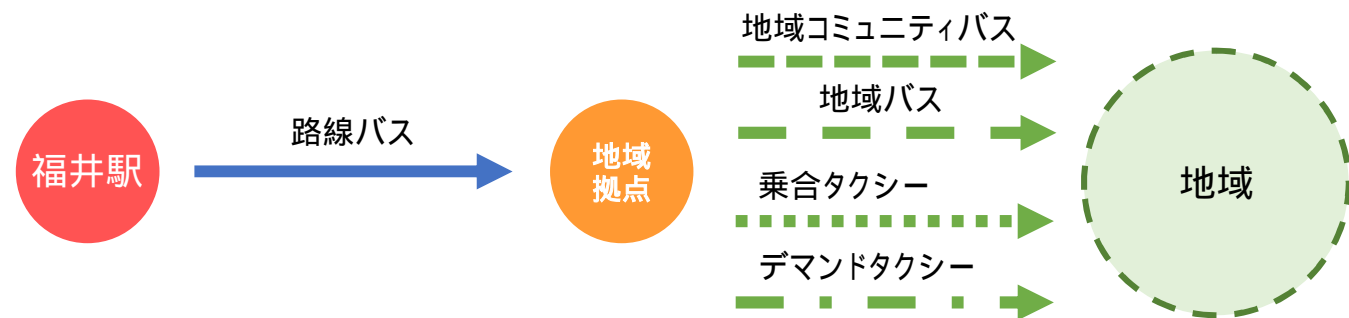 地域コミュニティバス
地域バス
路線バス
福井駅
地域
拠点
乗合タクシー
地域
デマンドタクシー